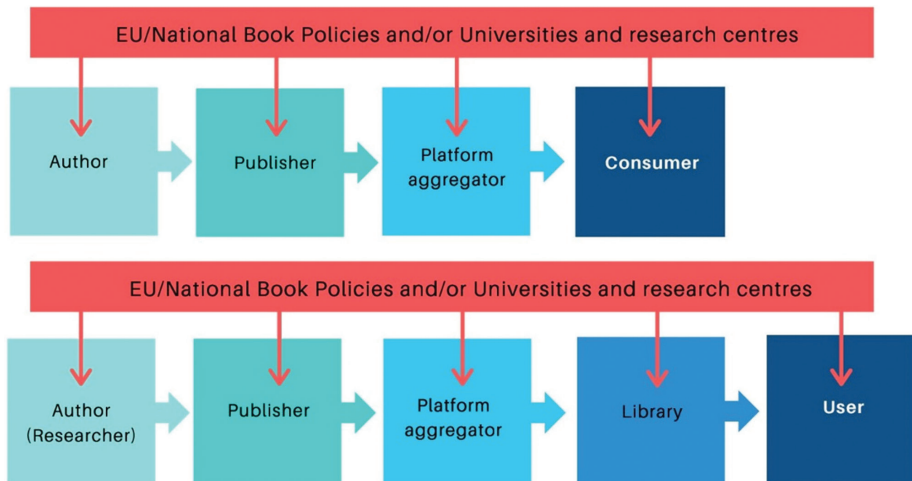 EU/National Book Policies and/or Universities and research centres
Author
Publisher
Platform
aggregator
Consumer
EU/National Book Policies and/or Universities and research centres
Author
(Researcher)
Publisher
Platform
aggregator
Library
User